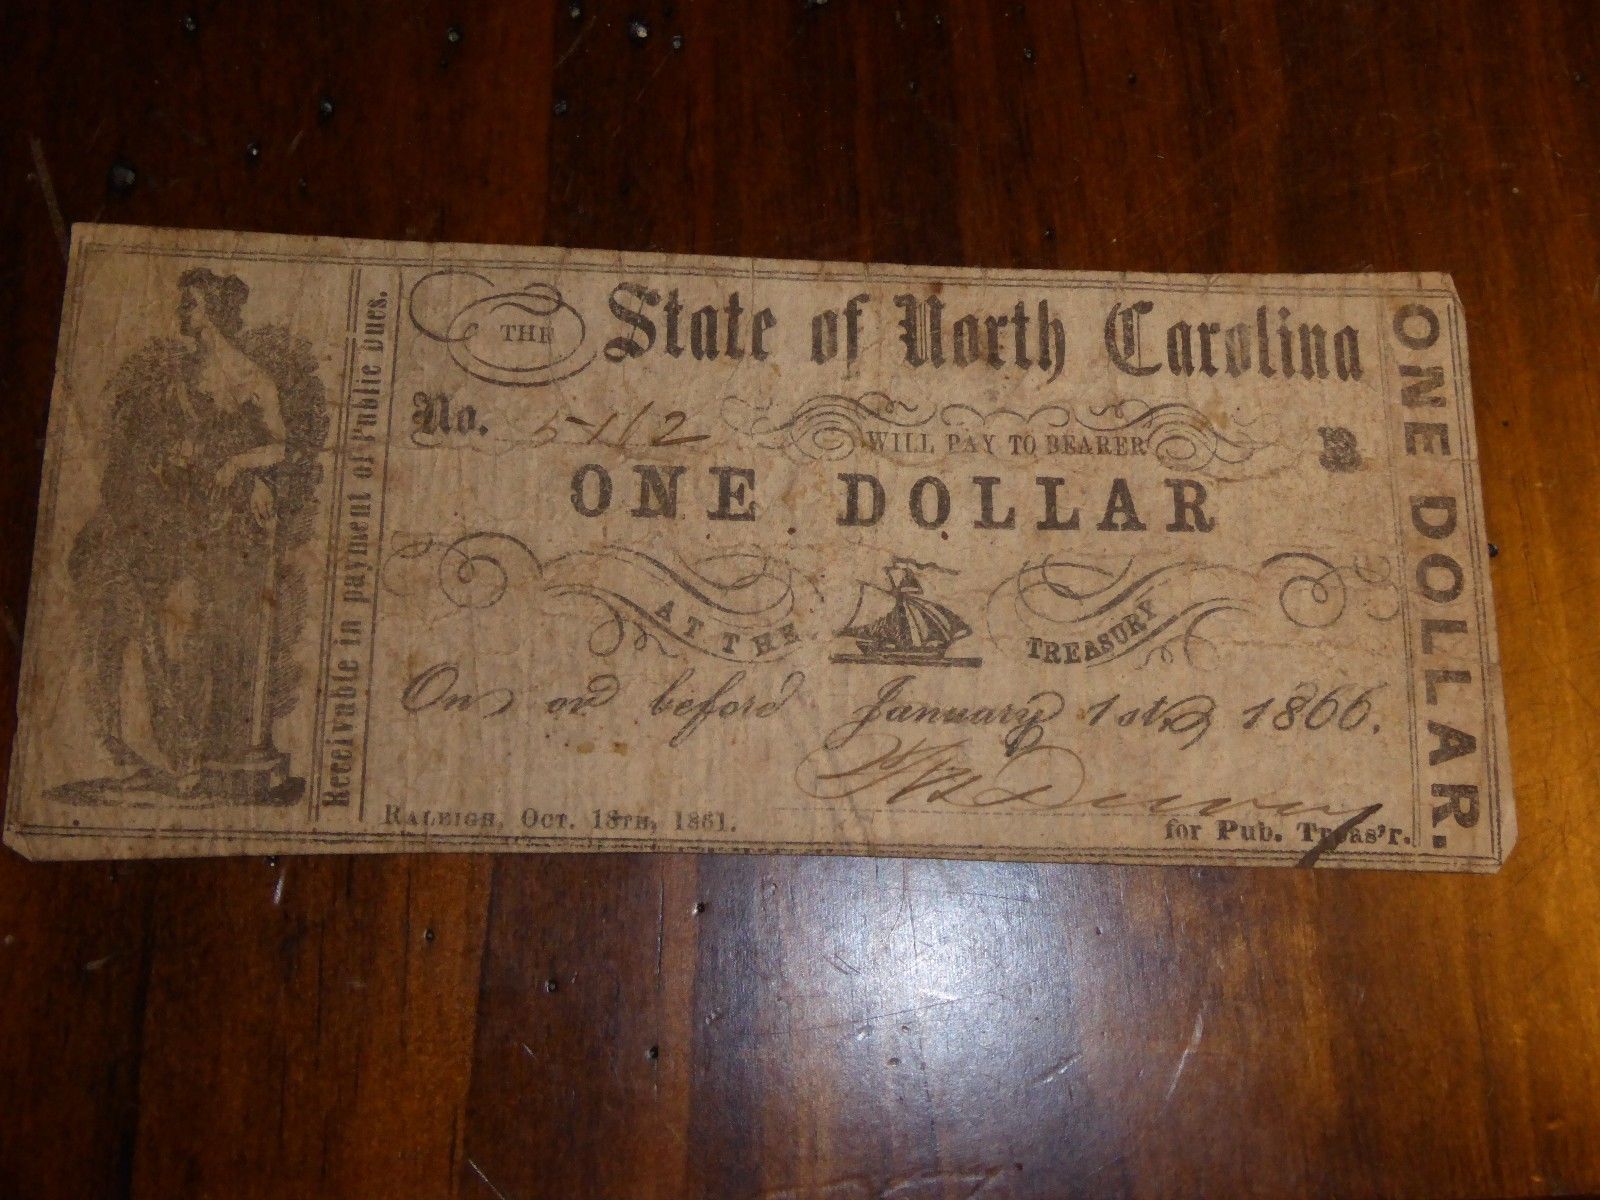 Receivable in payment of Public Dues.
THE State of North Carolina
No. 5112
WILL PAY TO BEARER
B
ONE DOLLAR
AT THE TREASURY
On or before January 1st, 1866.
RALEIGH, OCT. 18TH, 1861.
for Pub. Treas'r.
ONE DOLLAR.